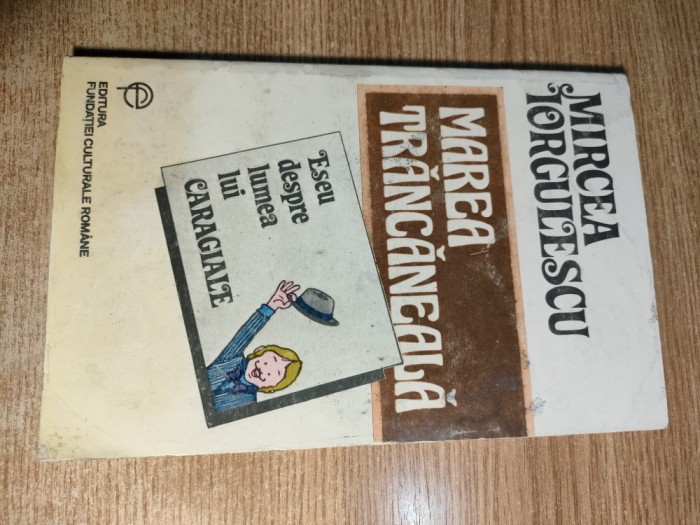 MIRCEA
IORGULESCU
MAREA
TRĂNCĂNEALĂ
Eseu
despre
lumea
lui
CARAGIALE
EDITURA
FUNDAȚIEI CULTURALE ROMÂNE